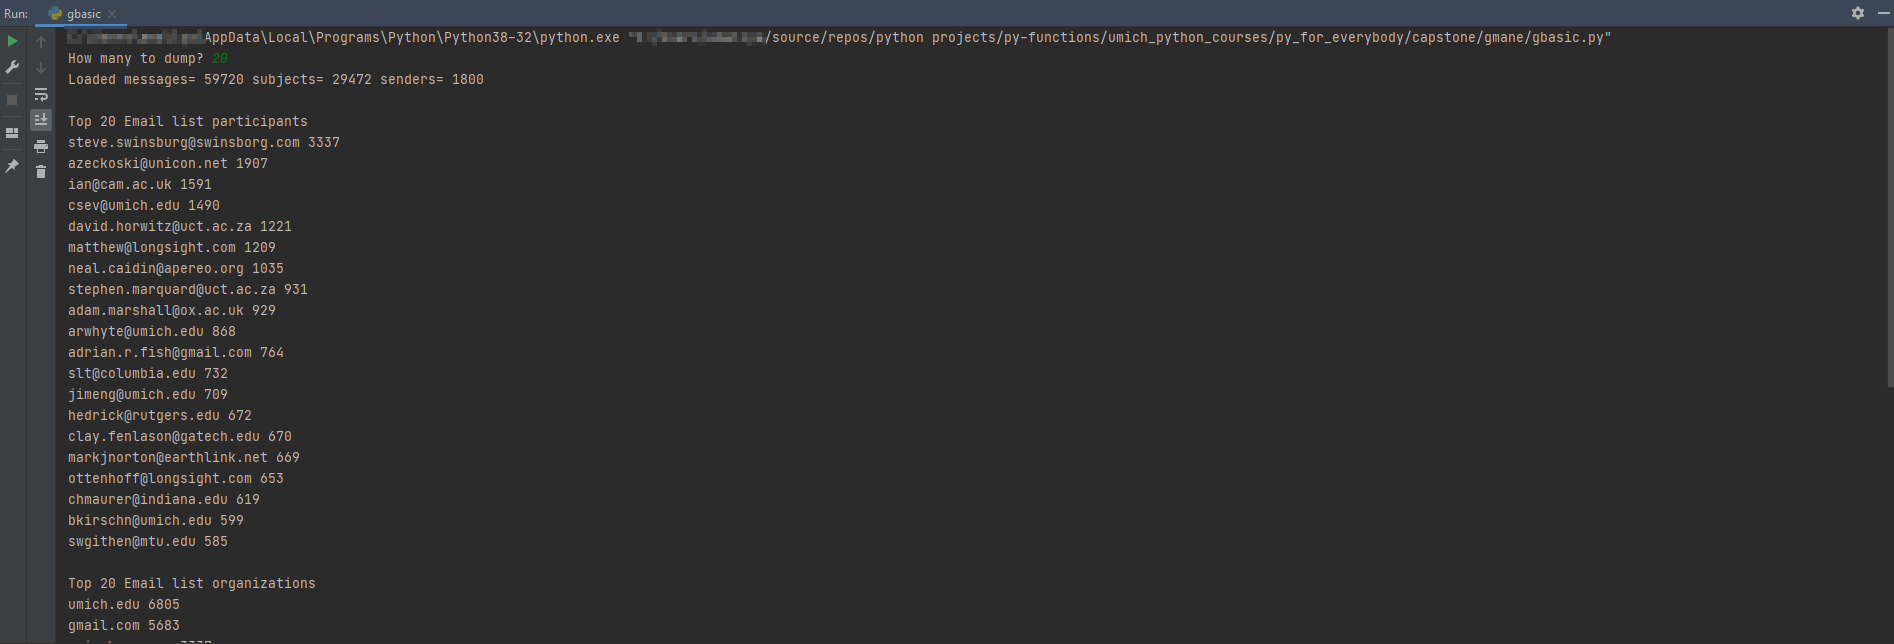 Run: gbasic
AppData\Local\Programs\Python\Python38-32\python.exe /source/repos/python projects/py-functions/umich_python_courses/py_for_everybody/capstone/gmane/gbasic.py"
How many to dump? 20
Loaded messages= 59720 subjects= 29472 senders= 1800
Top 20 Email list participants
steve.swinsburg@swinsborg.com 3337
azeckoski@unicon.net 1907
ian@cam.ac.uk 1591
csev@umich.edu 1490
david.horwitz@uct.ac.za 1221
matthew@longsight.com 1209
neal.caidin@apereo.org 1035
stephen.marquard@uct.ac.za 931
adam.marshall@ox.ac.uk 929
arwhyte@umich.edu 868
adrian.r.fish@gmail.com 764
slt@columbia.edu 732
jimeng@umich.edu 709
hedrick@rutgers.edu 672
clay.fenlason@gatech.edu 670
markjnorton@earthlink.net 669
ottenhoff@longsight.com 653
chmaurer@indiana.edu 619
bkirschn@umich.edu 599
swgithen@mtu.edu 585
Top 20 Email list organizations
umich.edu 6805
gmail.com 5683